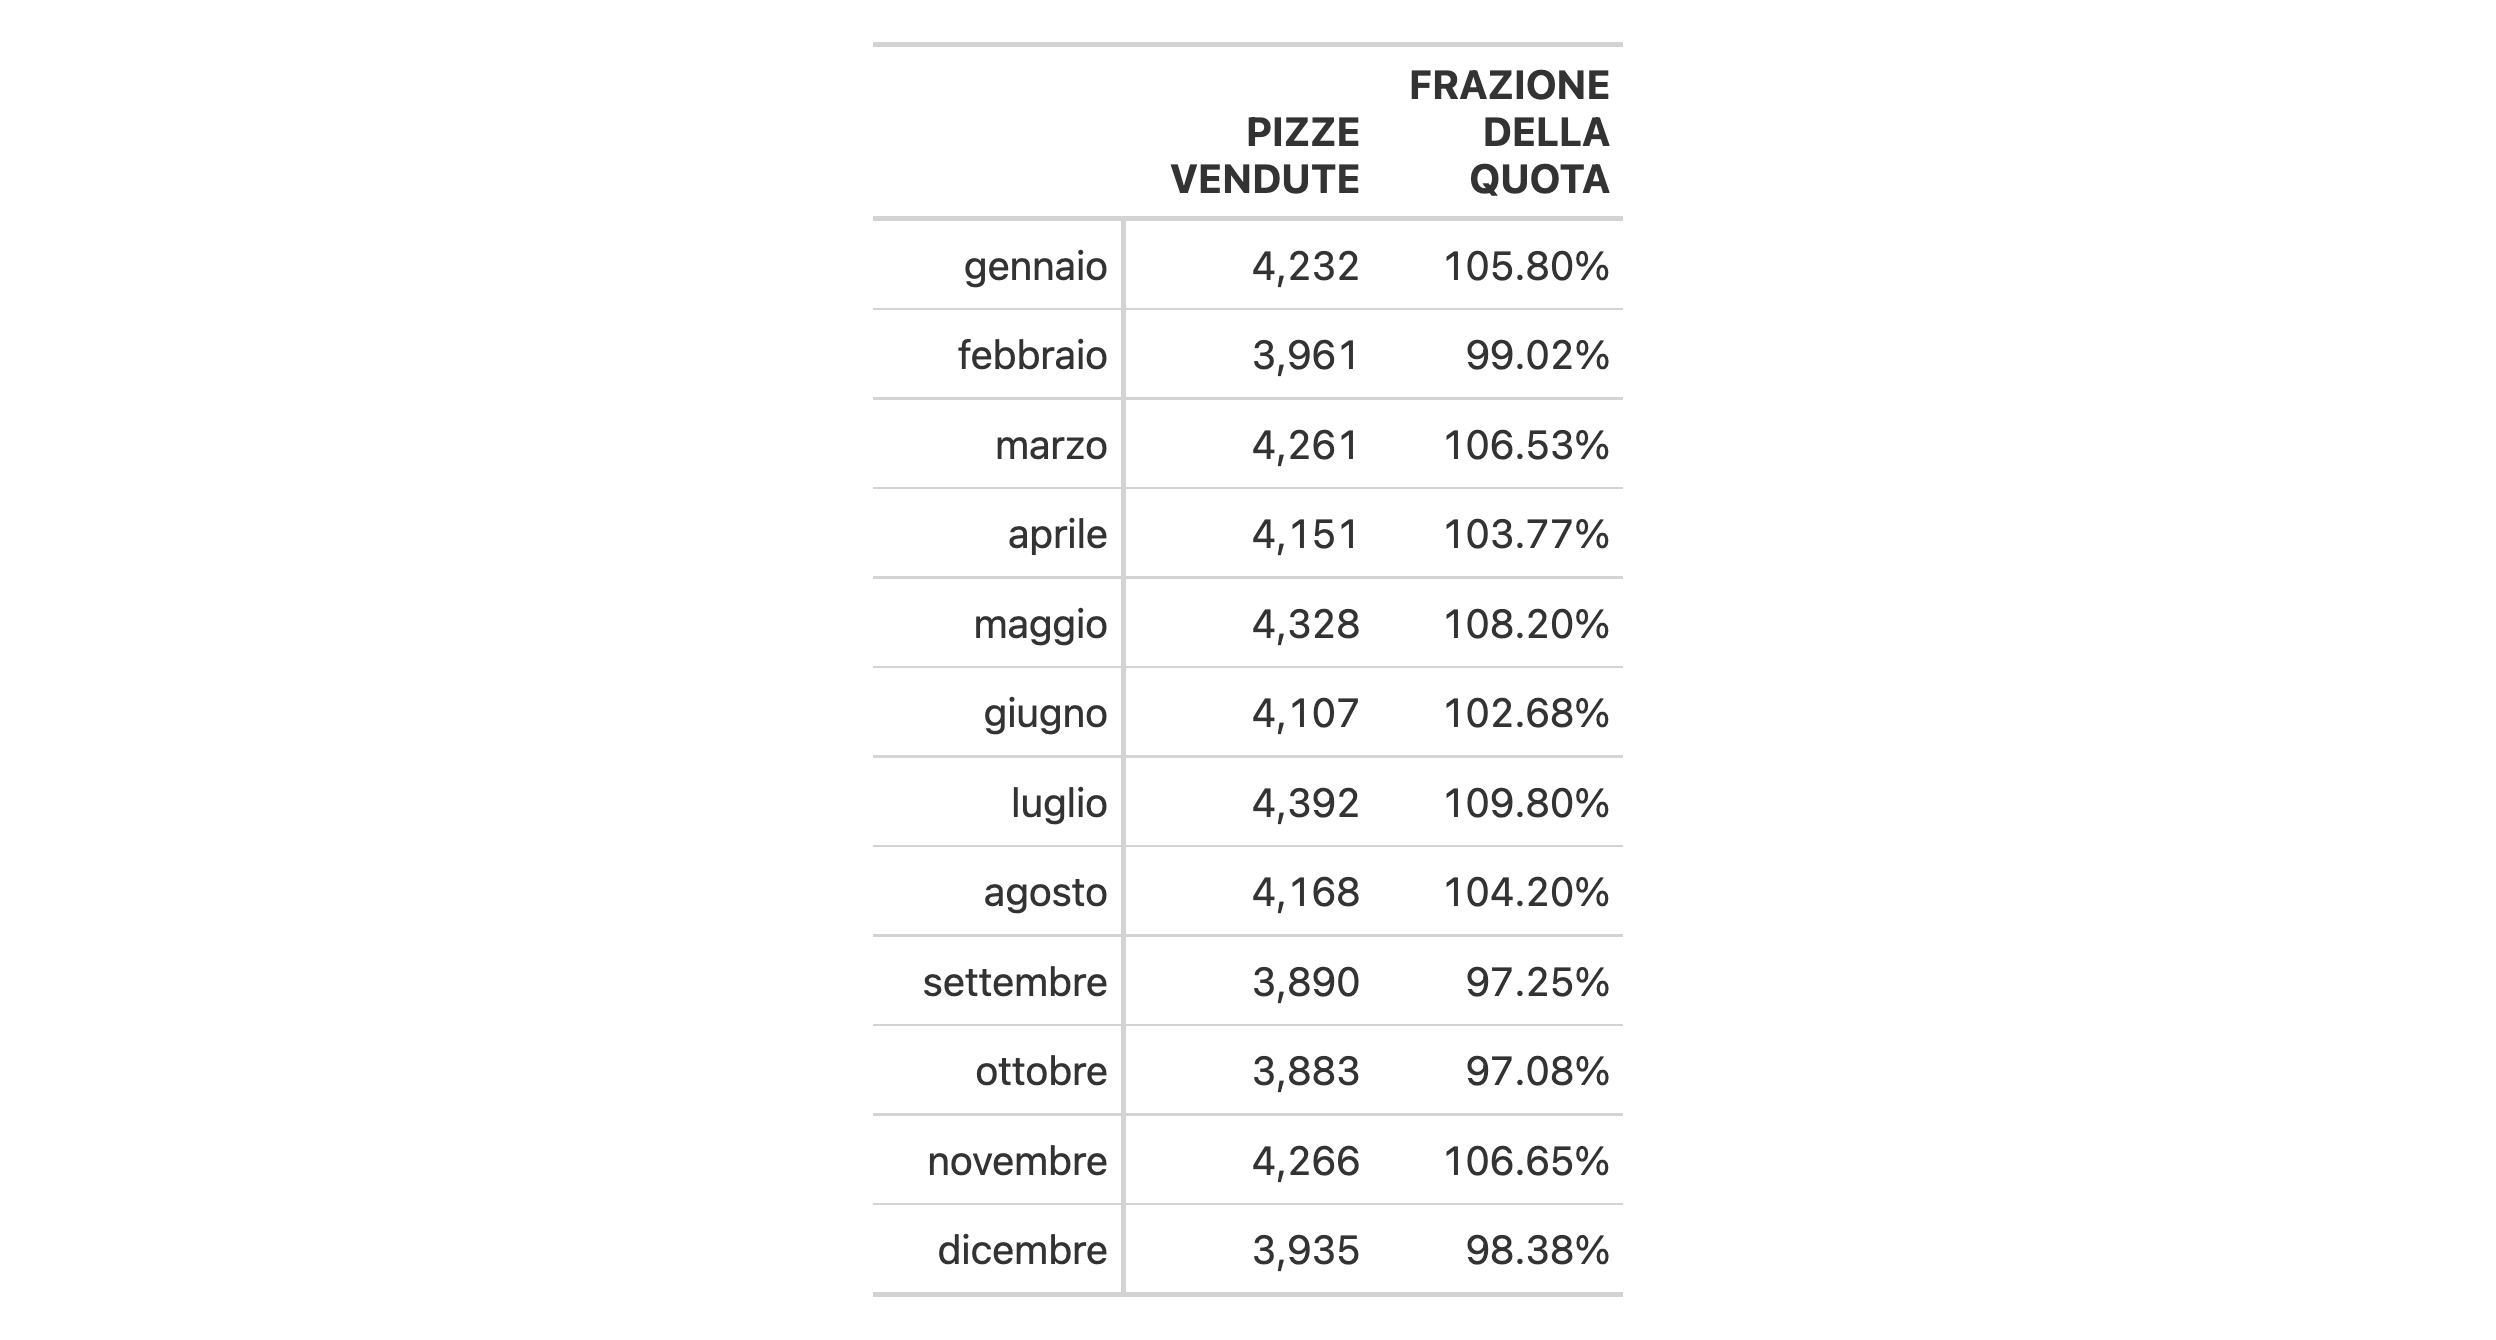 PIZZE VENDUTE FRAZIONE DELLA QUOTA
gennaio 4,232 105.80%
febbraio 3,961 99.02%
marzo 4,261 106.53%
aprile 4,151 103.77%
maggio 4,328 108.20%
giugno 4,107 102.68%
luglio 4,392 109.80%
agosto 4,168 104.20%
settembre 3,890 97.25%
ottobre 3,883 97.08%
novembre 4,266 106.65%
dicembre 3,935 98.38%